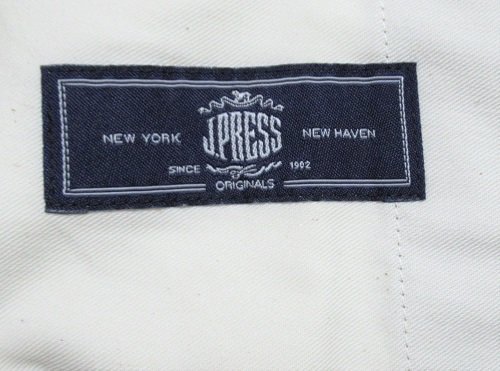 NEW YORK J.PRESS NEW HAVEN
SINCE 1902
ORIGINALS